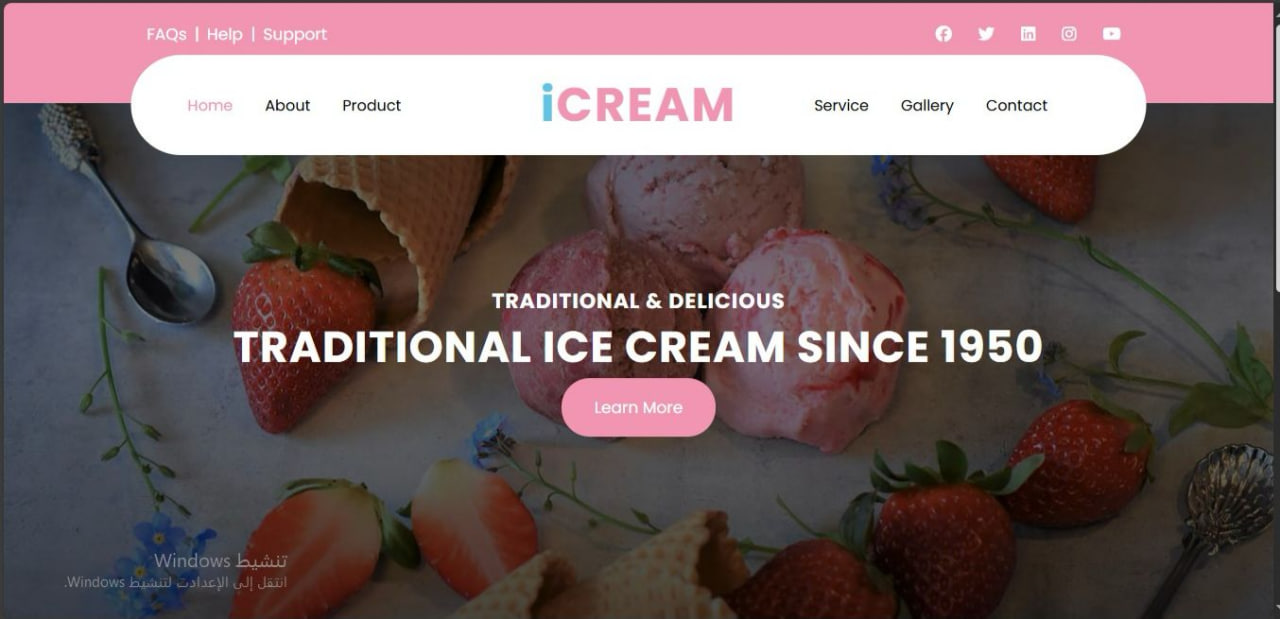 FAQs | Help | Support
Home About Product iCREAM Service Gallery Contact
TRADITIONAL & DELICIOUS
TRADITIONAL ICE CREAM SINCE 1950
Learn More
تنشيط Windows
انتقل إلى الإعدادت لتنشيط Windows.